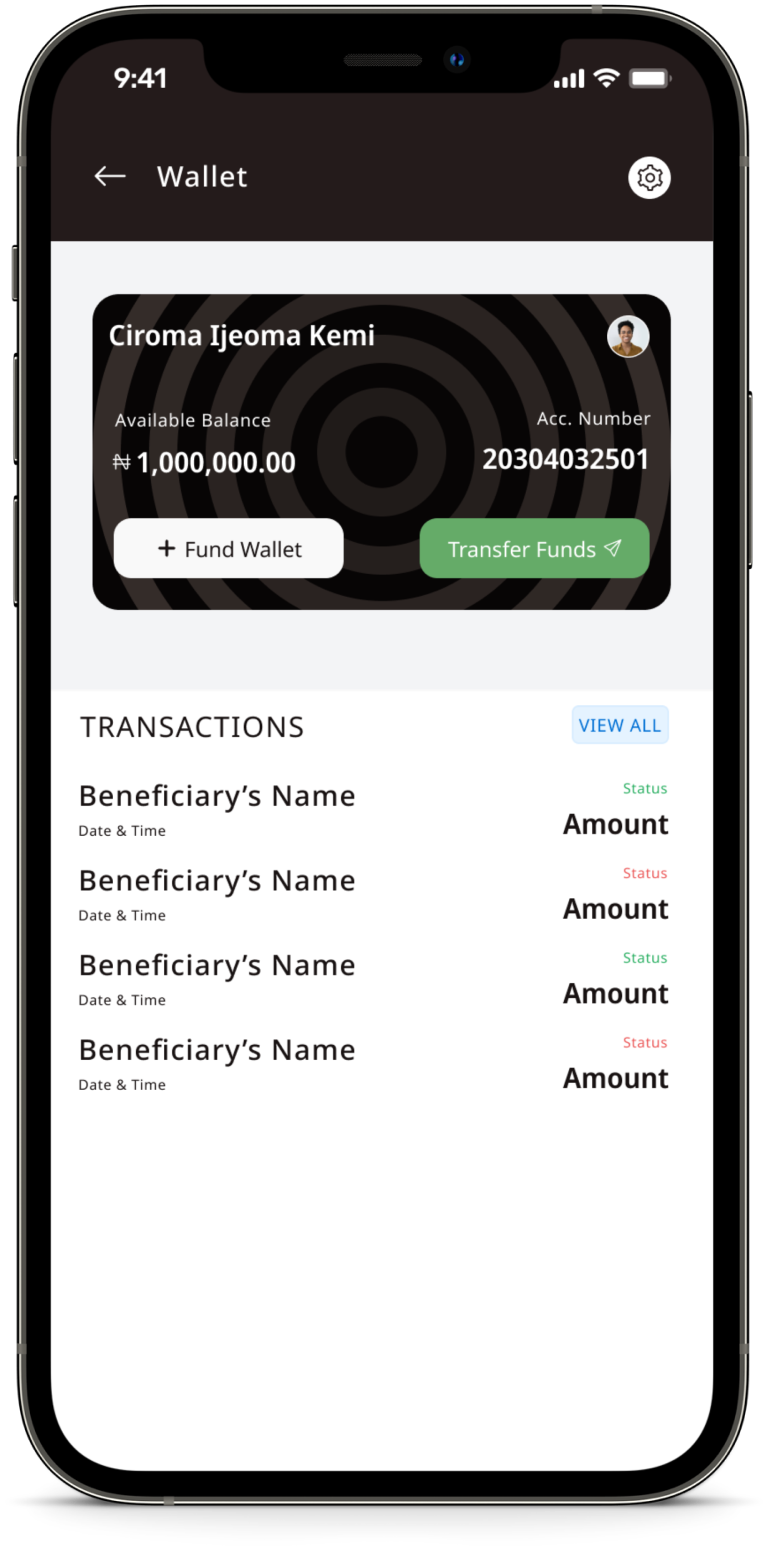 9:41
Wallet
Ciroma Ijeoma Kemi
Available Balance
Acc. Number
₦ 1,000,000.00
20304032501
+ Fund Wallet
Transfer Funds
TRANSACTIONS
VIEW ALL
Beneficiary’s Name
Status
Date & Time
Amount
Beneficiary’s Name
Status
Date & Time
Amount
Beneficiary’s Name
Status
Date & Time
Amount
Beneficiary’s Name
Status
Date & Time
Amount